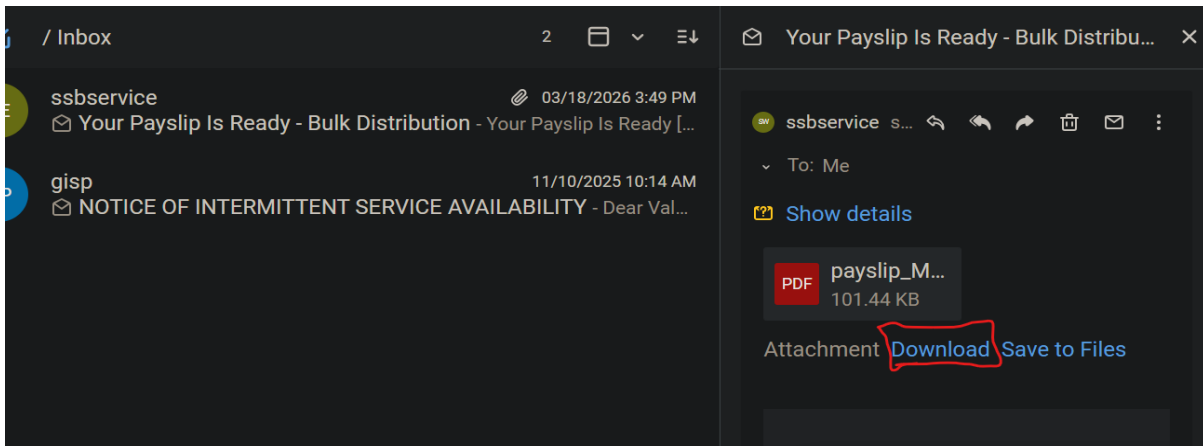 / Inbox
2
ssbservice
03/18/2026 3:49 PM
Your Payslip Is Ready - Bulk Distribution - Your Payslip Is Ready [...
gisp
11/10/2025 10:14 AM
NOTICE OF INTERMITTENT SERVICE AVAILABILITY - Dear Val...
Your Payslip Is Ready - Bulk Distribu...
SW ssbservice s...
To: Me
Show details
PDF
payslip_M...
101.44 KB
Attachment Download Save to Files